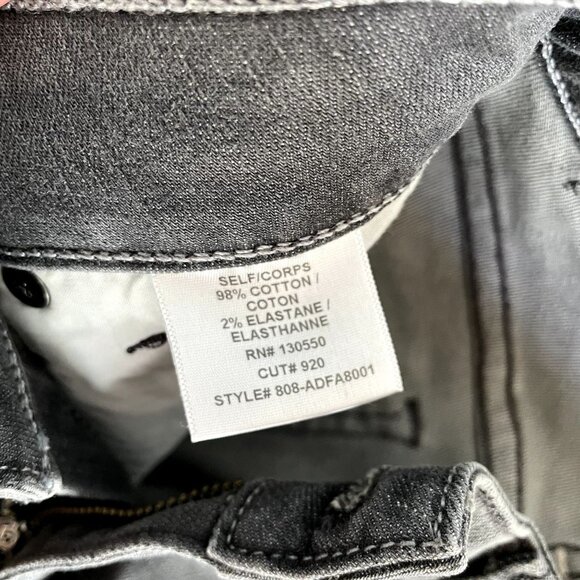 SELF/CORPS
98% COTTON /
COTON
2% ELASTANE /
ELASTHANNE
RN# 130550
CUT# 920
STYLE# 808-ADFA8001